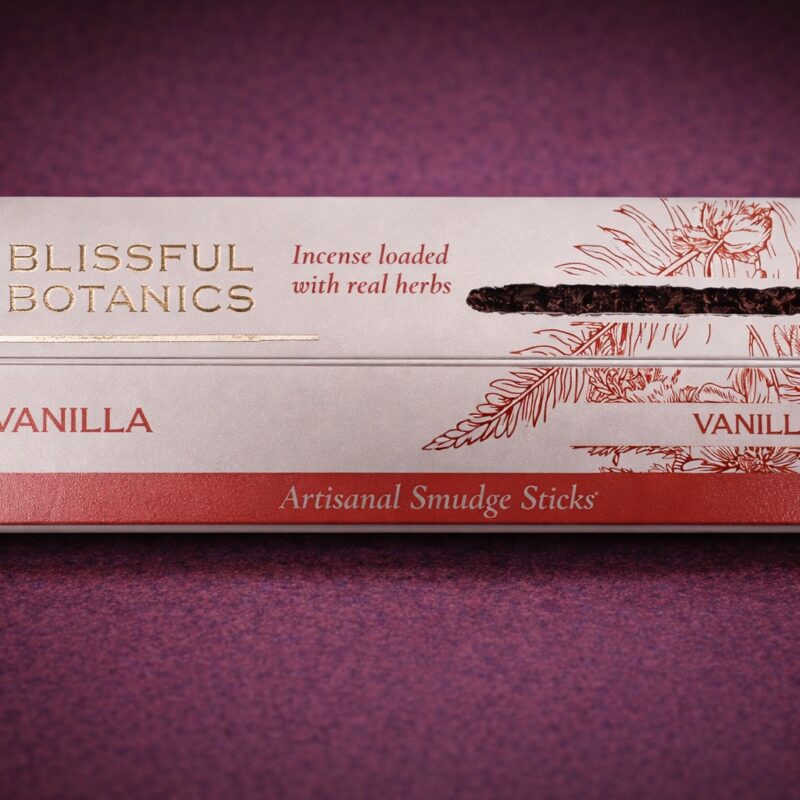 BLISSFUL
BOTANICS
Incense loaded
with real herbs
VANILLA
VANILL
Artisanal Smudge Sticks